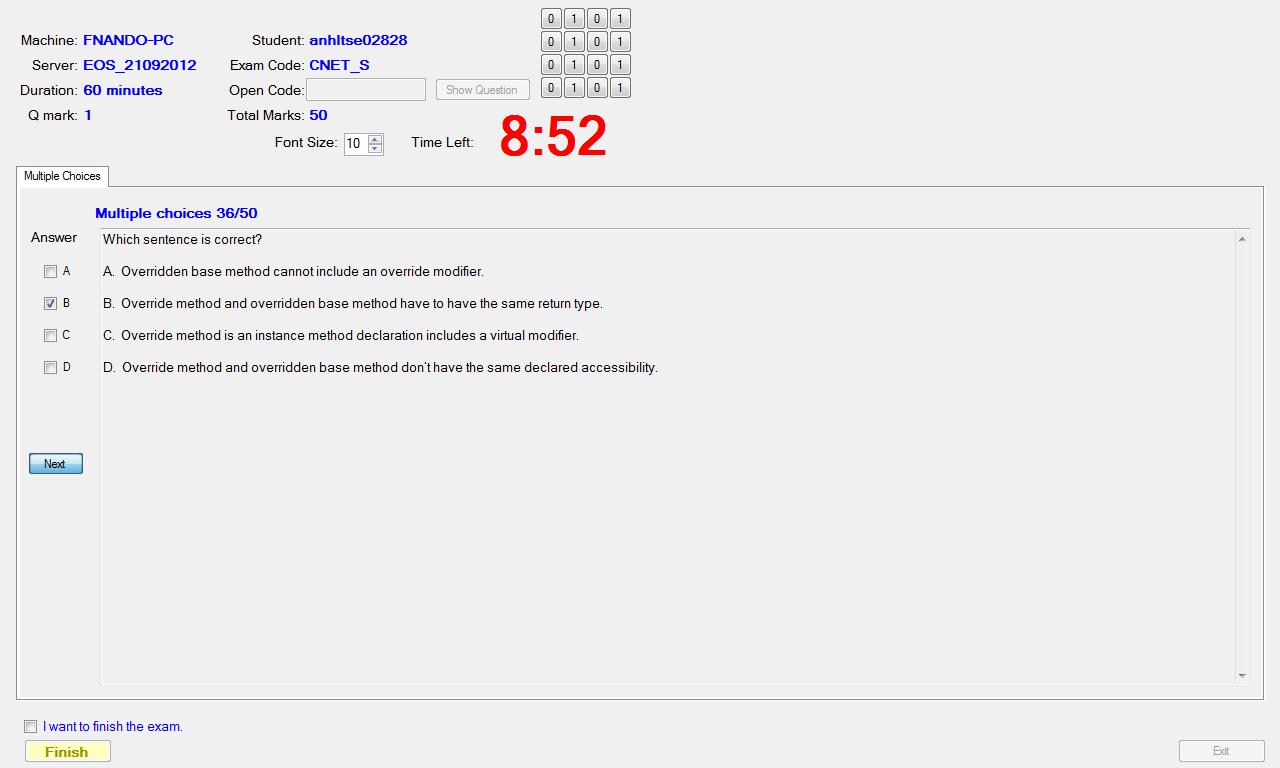 Machine: FNANDO-PC Student: anhltse02828
Server: EOS_21092012 Exam Code: CNET_S
Duration: 60 minutes Open Code: Show Question
Q mark: 1 Total Marks: 50
0 1 0 1
0 1 0 1
0 1 0 1
0 1 0 1
Font Size: 10 Time Left: 8:52
Multiple Choices
Multiple choices 36/50
Answer
Which sentence is correct?
A A. Overridden base method cannot include an override modifier.
B B. Override method and overridden base method have to have the same return type.
C C. Override method is an instance method declaration includes a virtual modifier.
D D. Override method and overridden base method don't have the same declared accessibility.
Next
I want to finish the exam.
Finish Exit